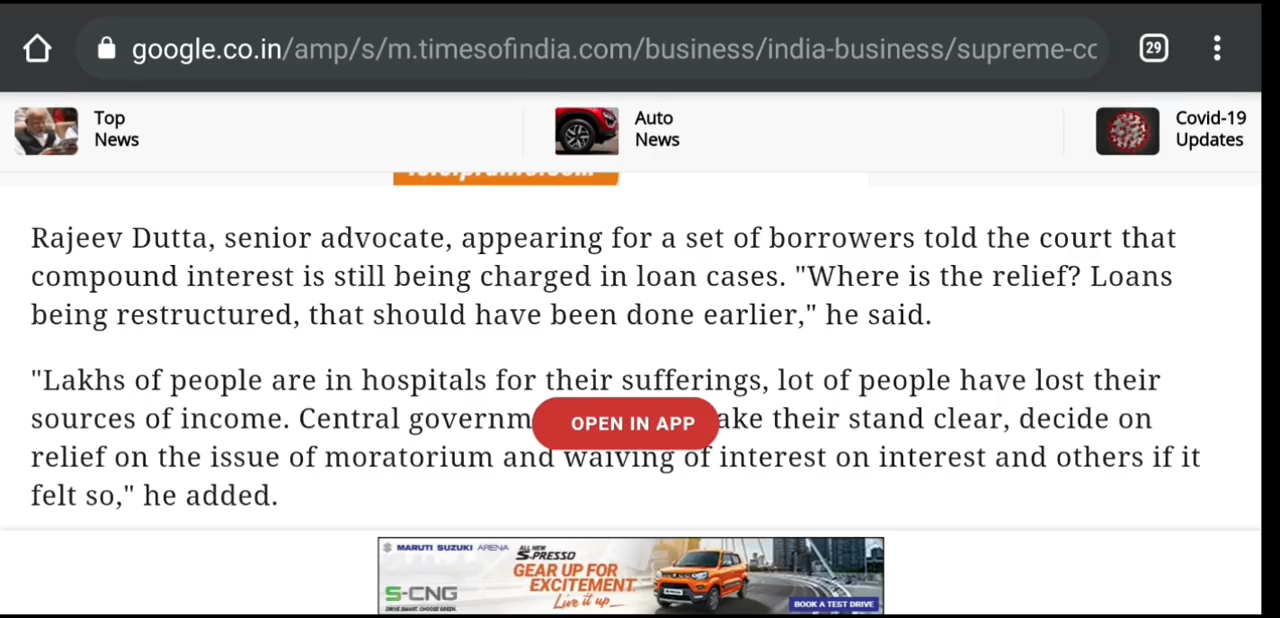 google.co.in/amp/s/m.timesofindia.com/business/india-business/supreme-cc
29
Top
News
Auto
News
Covid-19
Updates
Rajeev Dutta, senior advocate, appearing for a set of borrowers told the court that
compound interest is still being charged in loan cases. "Where is the relief? Loans
being restructured, that should have been done earlier," he said.
"Lakhs of people are in hospitals for their sufferings, lot of people have lost their
sources of income. Central governm ake their stand clear, decide on
OPEN IN APP
relief on the issue of moratorium and waiving of interest on interest and others if it
felt so," he added.
MARUTI SUZUKI ARENA
ALL NEW
S-PRESSO
GEAR UP FOR
EXCITEMENT.
Live it up
S-CNG
DRIVE SMART. CHOOSE GREEN.
BOOK A TEST DRIVE